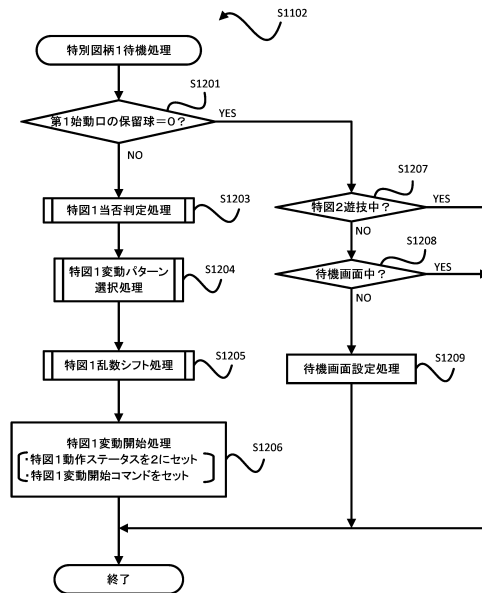 S1102
特別図柄1待機処理
S1201
第1始動口の保留球＝0？
YES
NO
S1207
特図2遊技中？
YES
NO
S1203
特図1当否判定処理
S1208
待機画面中？
YES
NO
S1204
特図1変動パターン
選択処理
S1205
特図1乱数シフト処理
S1209
待機画面設定処理
特図1変動開始処理
・特図1動作ステータスを2にセット
・特図1変動開始コマンドをセット
S1206
終了